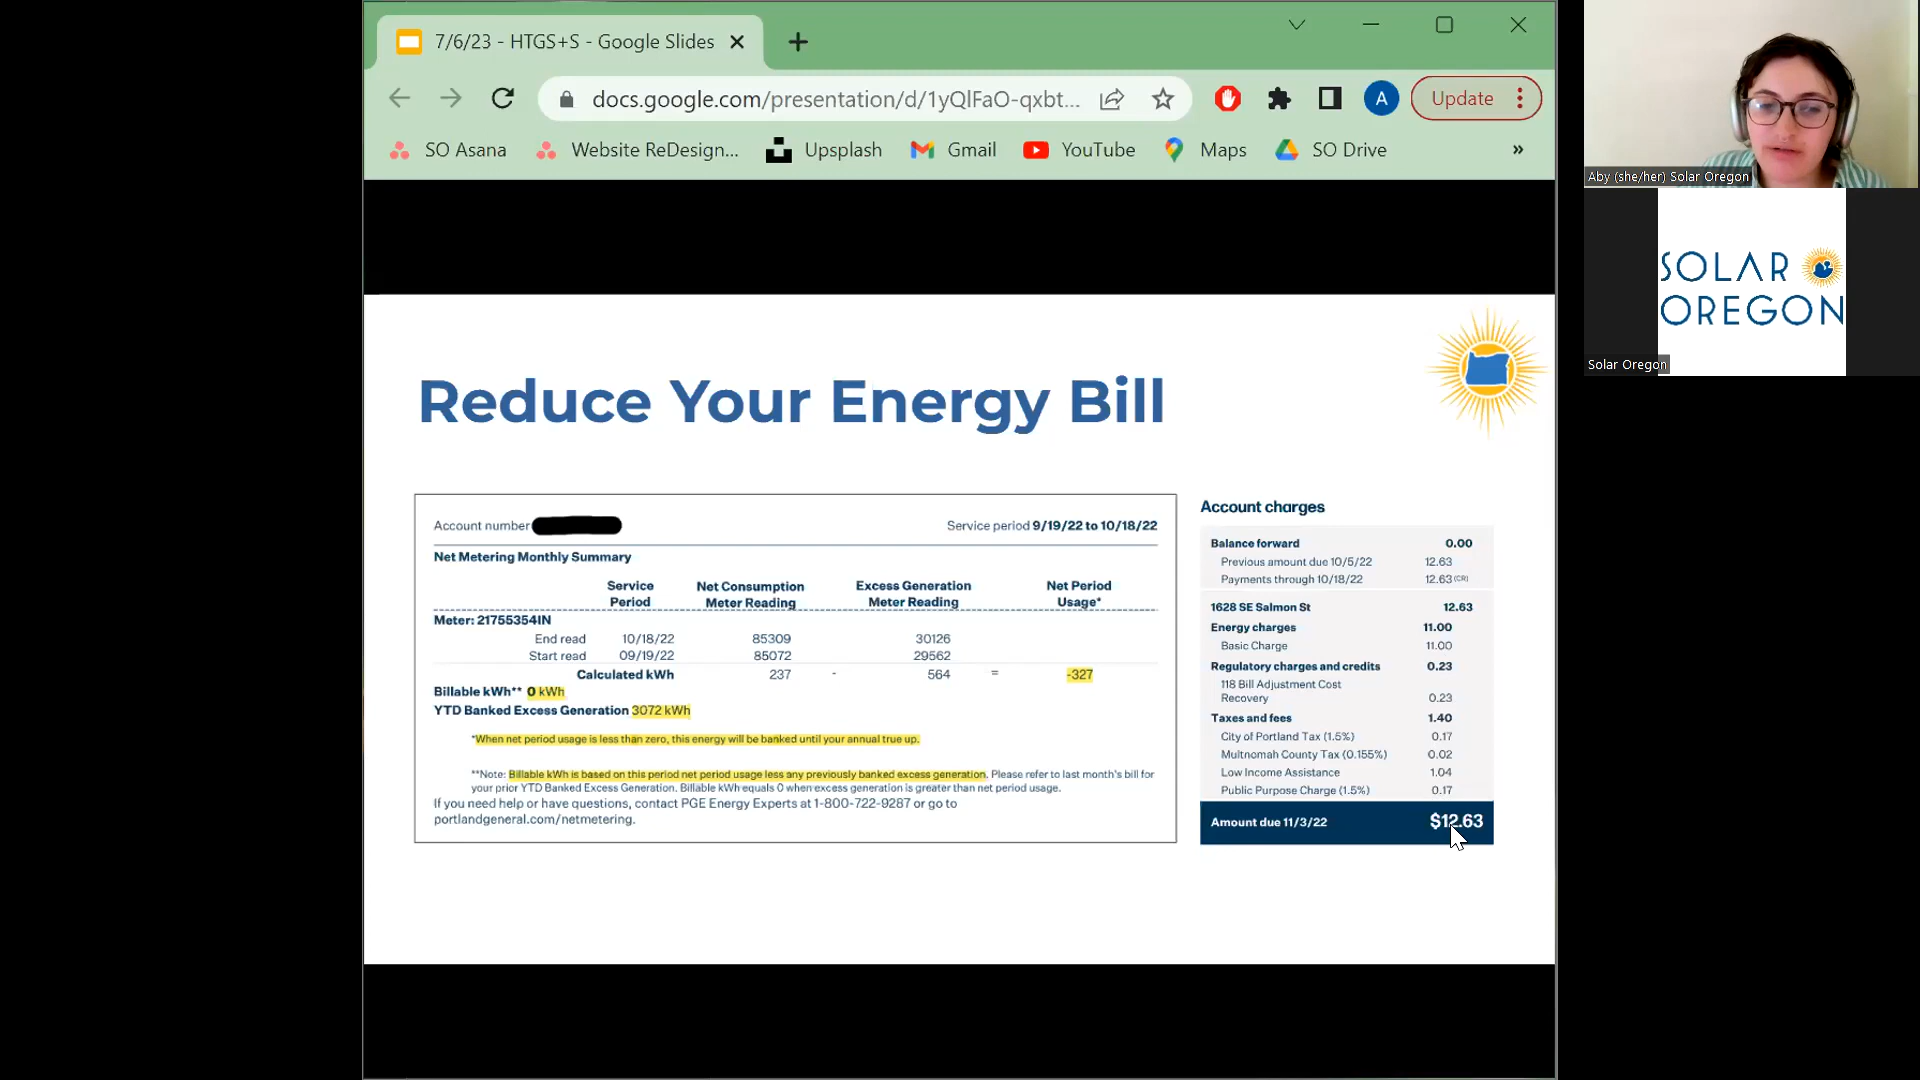 7/6/23 - HTGS+S - Google Slides
docs.google.com/presentation/d/1yQlFaO-qxbt...
A
Update
SO Asana
Website ReDesign...
Upsplash
Gmail
YouTube
Maps
SO Drive
»
Aby (she/her) Solar Oregon
SOLAR
OREGON
Solar Oregon
Reduce Your Energy Bill
Account number
Service period 9/19/22 to 10/18/22
Net Metering Monthly Summary
Service Period
Net Consumption Meter Reading
Excess Generation Meter Reading
Net Period Usage*
Meter: 21755354IN
End read 10/18/22 85309 30126
Start read 09/19/22 85072 29562
Calculated kWh 237 - 564 = -327
Billable kWh** 0 kWh
YTD Banked Excess Generation 3072 kWh
*When net period usage is less than zero, this energy will be banked until your annual true up.
**Note: Billable kWh is based on this period net period usage less any previously banked excess generation. Please refer to last month's bill for
your prior YTD Banked Excess Generation. Billable kWh equals 0 when excess generation is greater than net period usage.
If you need help or have questions, contact PGE Energy Experts at 1-800-722-9287 or go to
portlandgeneral.com/netmetering.
Account charges
Balance forward 0.00
Previous amount due 10/5/22 12.63
Payments through 10/18/22 12.63 (CR)
1628 SE Salmon St 12.63
Energy charges 11.00
Basic Charge 11.00
Regulatory charges and credits 0.23
118 Bill Adjustment Cost
Recovery 0.23
Taxes and fees 1.40
City of Portland Tax (1.5%) 0.17
Multnomah County Tax (0.155%) 0.02
Low Income Assistance 1.04
Public Purpose Charge (1.5%) 0.17
Amount due 11/3/22 $12.63